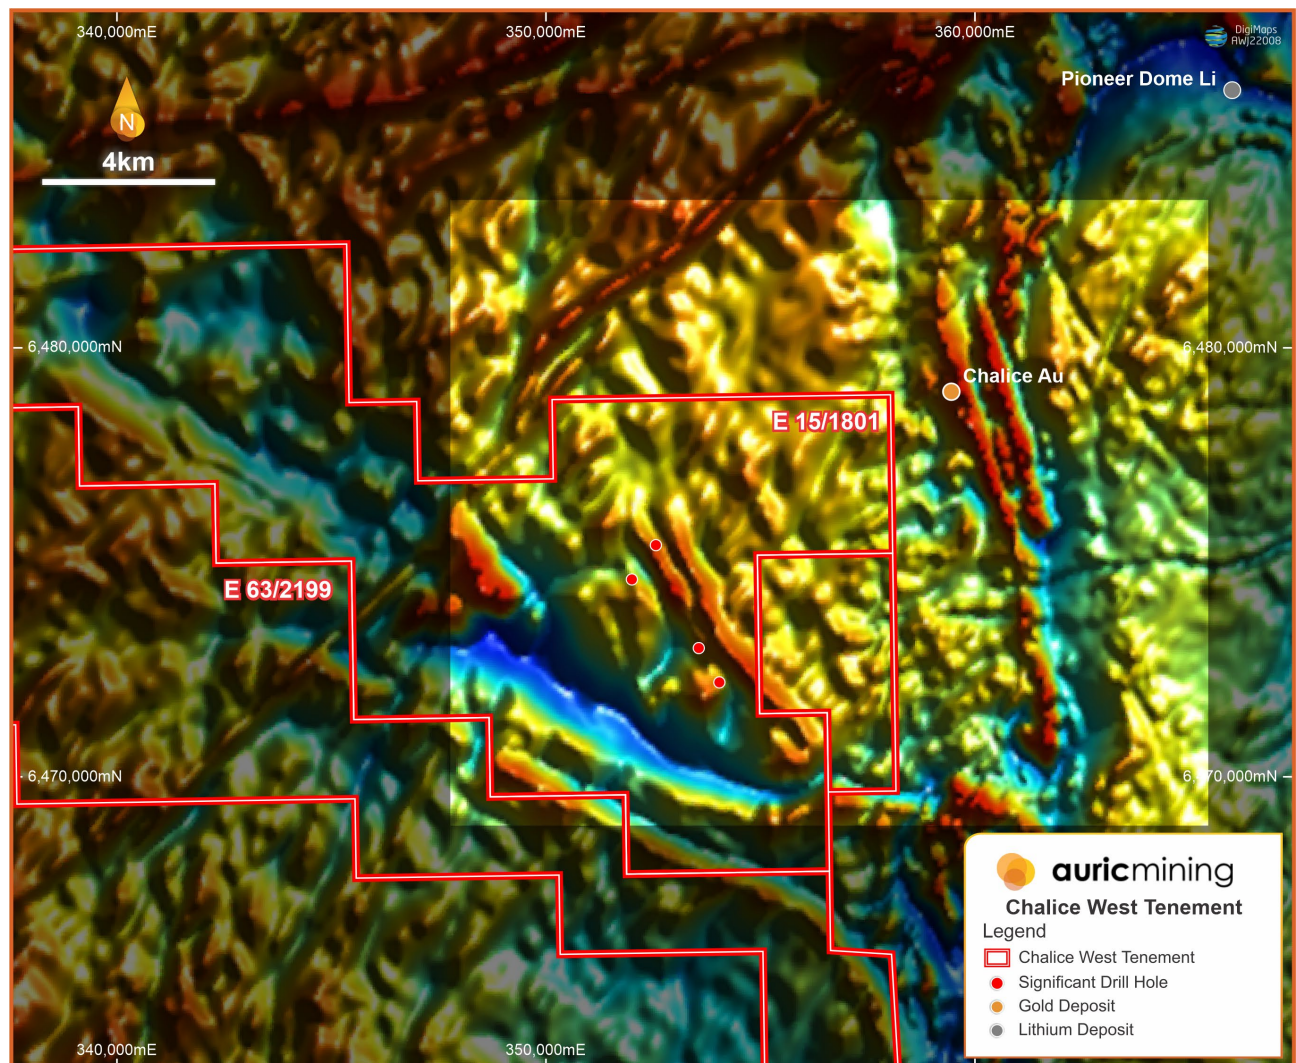 340,000mE
350,000mE
360,000mE
DigiMaps
AWJ22008
Pioneer Dome Li
N
4km
6,480,000mN
6,480,000mN
Chalice Au
E 15/1801
E 63/2199
6,470,000mN
6,470,000mN
auricmining
Chalice West Tenement
Legend
Chalice West Tenement
Significant Drill Hole
Gold Deposit
Lithium Deposit
340,000mE
350,000mE